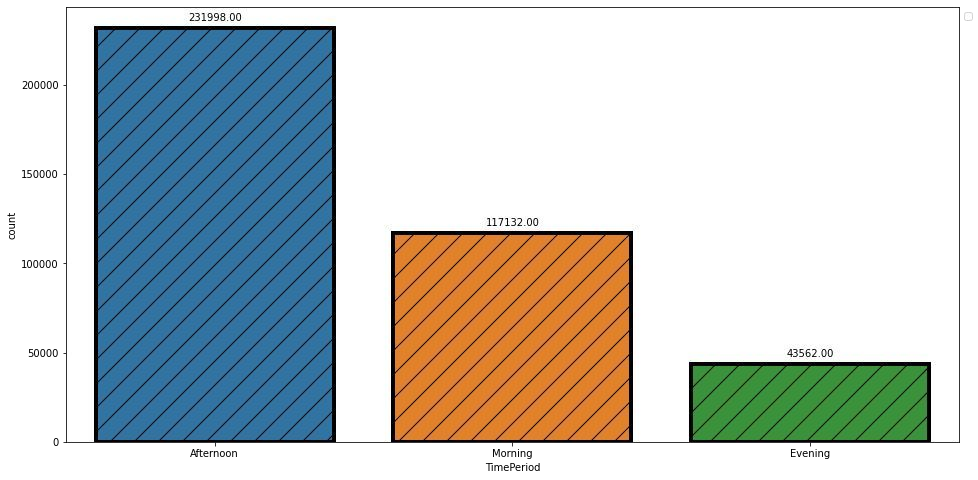 231998.00
200000
150000
117132.00
100000
50000
43562.00
0
count
Afternoon
Morning
Evening
TimePeriod